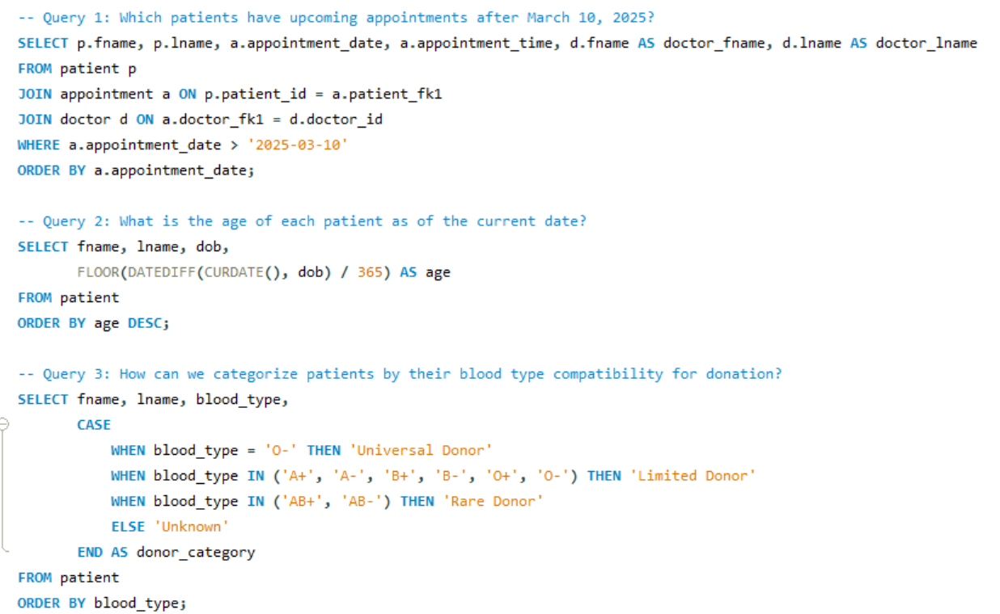 -- Query 1: Which patients have upcoming appointments after March 10, 2025?
SELECT p.fname, p.lname, a.appointment_date, a.appointment_time, d.fname AS doctor_fname, d.lname AS doctor_lname
FROM patient p
JOIN appointment a ON p.patient_id = a.patient_fk1
JOIN doctor d ON a.doctor_fk1 = d.doctor_id
WHERE a.appointment_date > '2025-03-10'
ORDER BY a.appointment_date;

-- Query 2: What is the age of each patient as of the current date?
SELECT fname, lname, dob,
       FLOOR(DATEDIFF(CURDATE(), dob) / 365) AS age
FROM patient
ORDER BY age DESC;

-- Query 3: How can we categorize patients by their blood type compatibility for donation?
SELECT fname, lname, blood_type,
       CASE
           WHEN blood_type = 'O-' THEN 'Universal Donor'
           WHEN blood_type IN ('A+', 'A-', 'B+', 'B-', 'O+', 'O-') THEN 'Limited Donor'
           WHEN blood_type IN ('AB+', 'AB-') THEN 'Rare Donor'
           ELSE 'Unknown'
       END AS donor_category
FROM patient
ORDER BY blood_type;